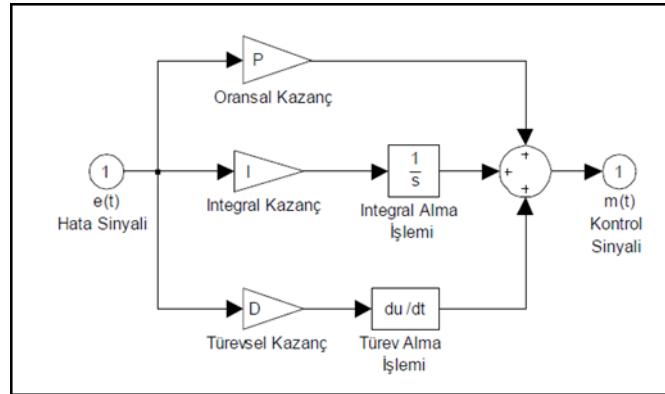 P
Oransal Kazanç
1
e(t)
Hata Sinyali
I
Integral Kazanç
1
s
Integral Alma
İşlemi
+
+
+
1
m(t)
Kontrol
Sinyali
D
Türevsel Kazanç
du/dt
Türev Alma
İşlemi